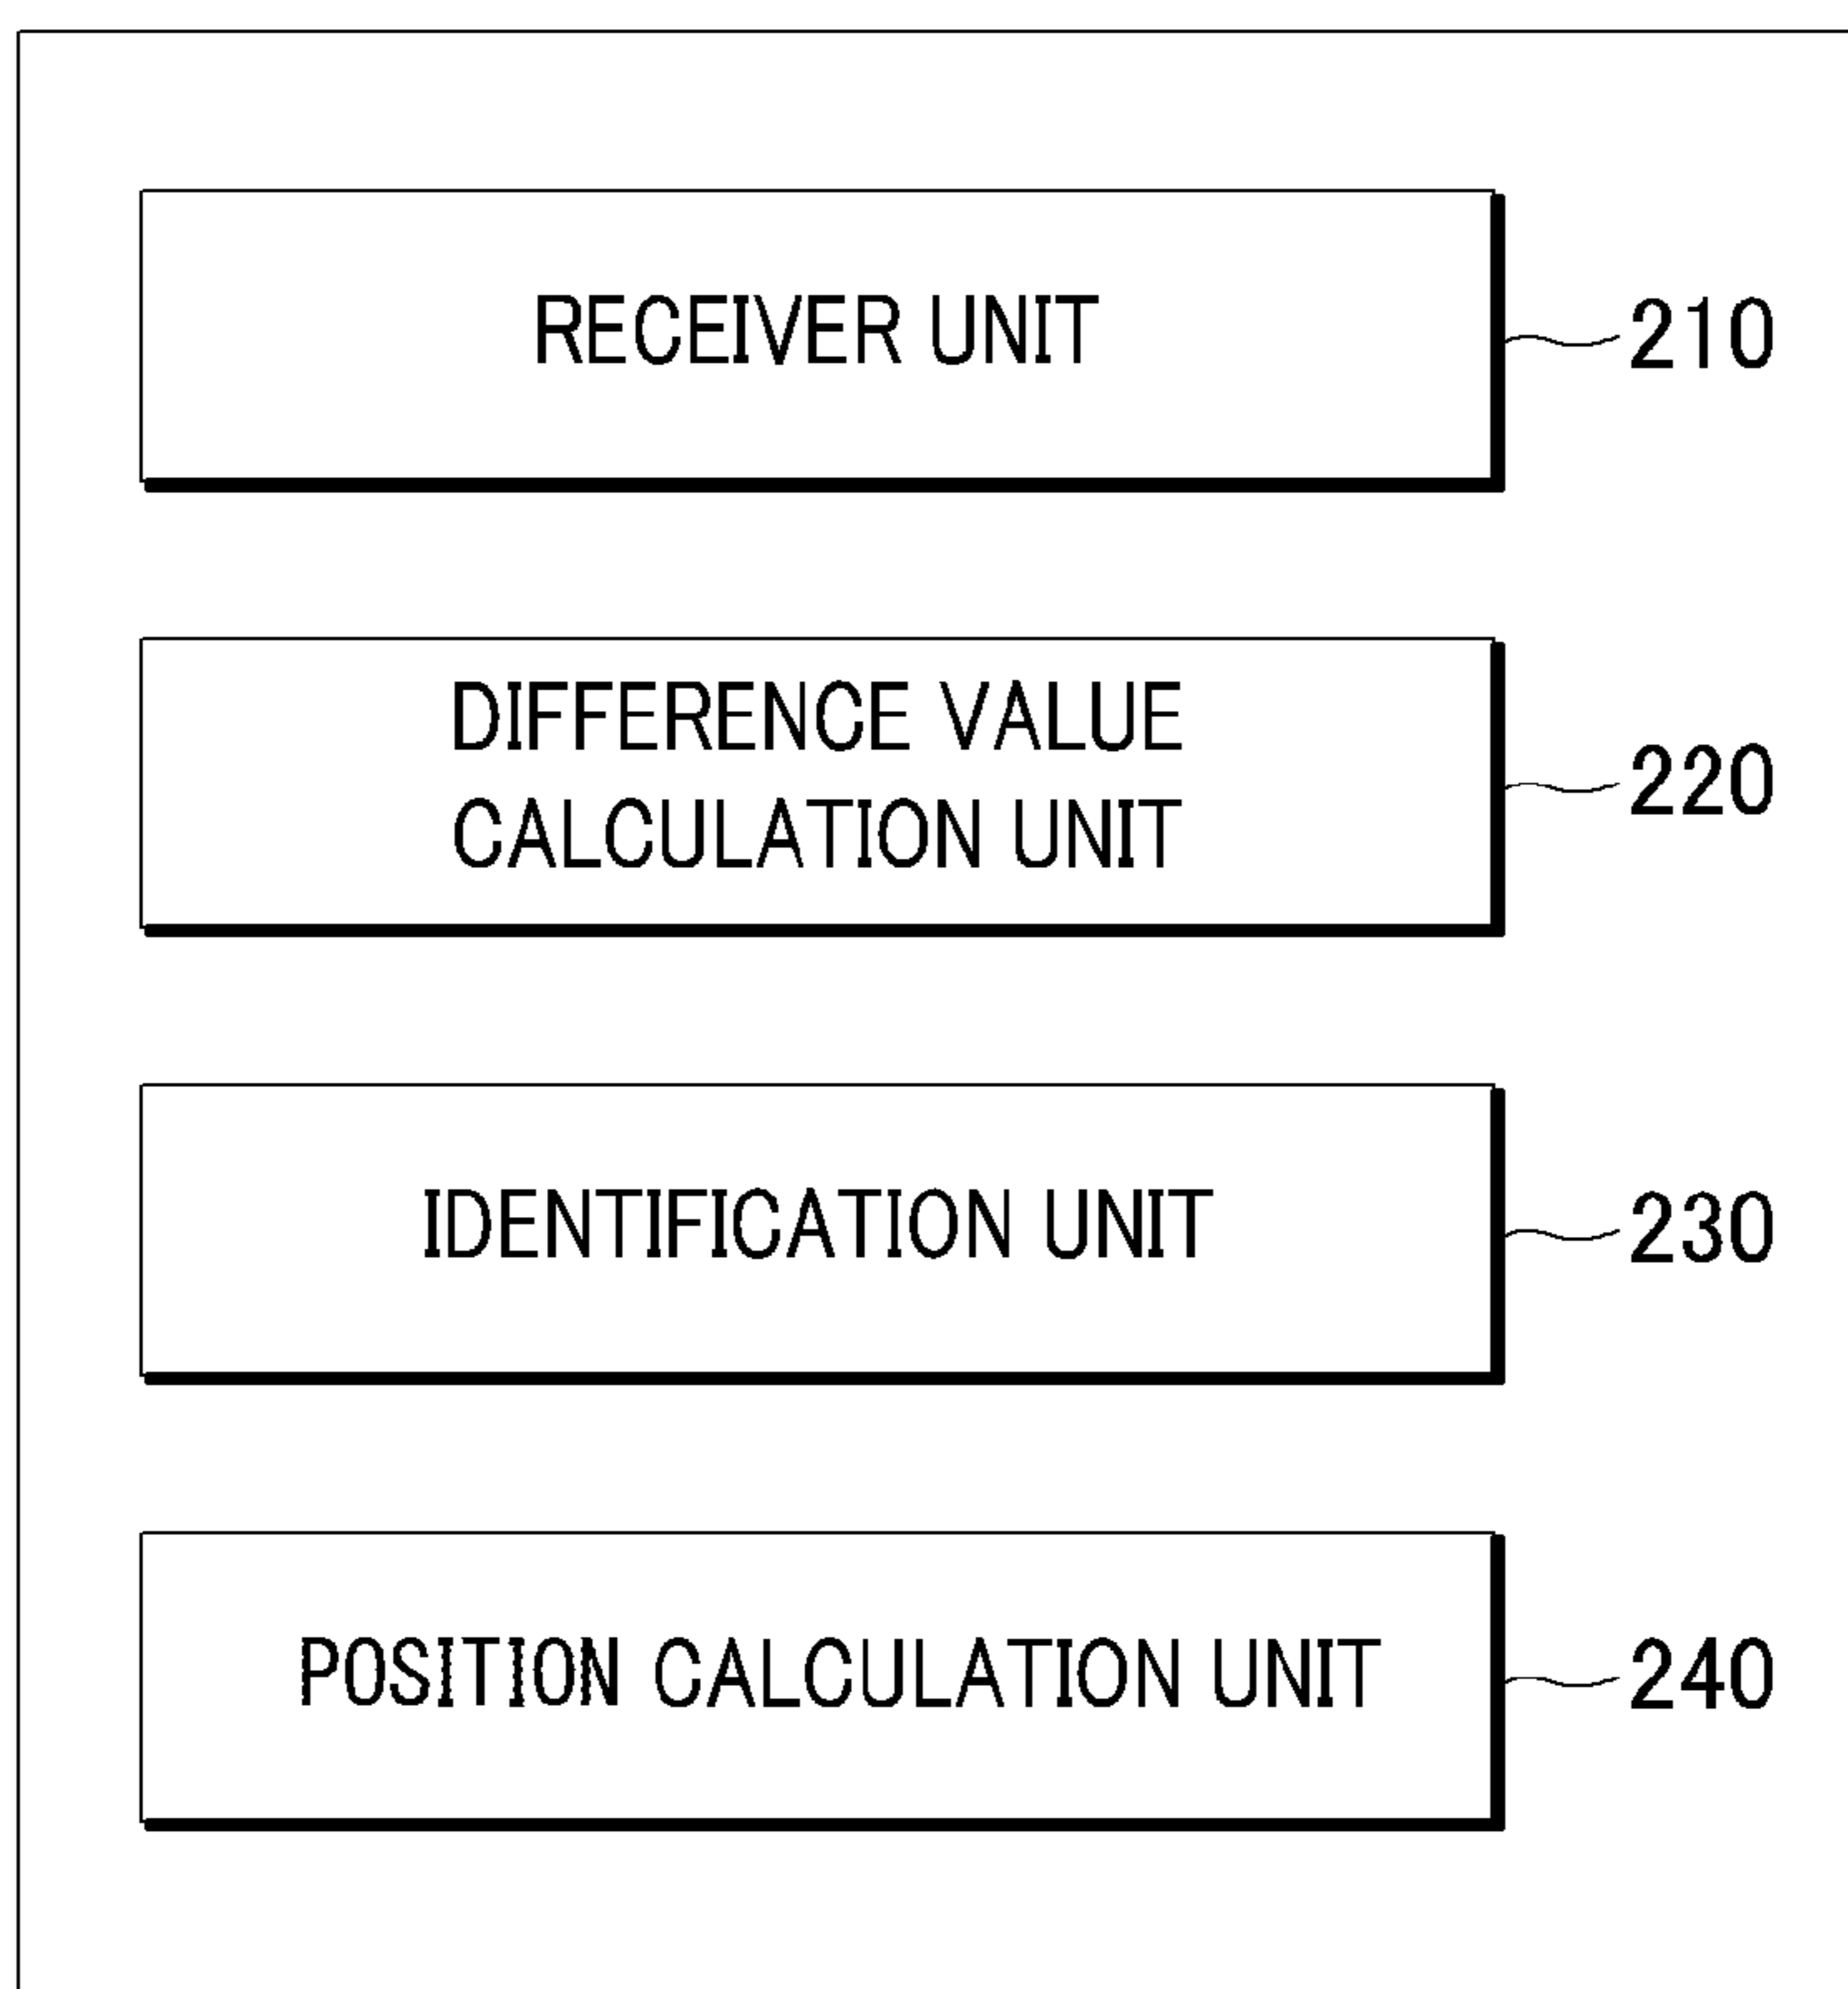 RECEIVER UNIT
210
DIFFERENCE VALUE
CALCULATION UNIT
220
IDENTIFICATION UNIT
230
POSITION CALCULATION UNIT
240